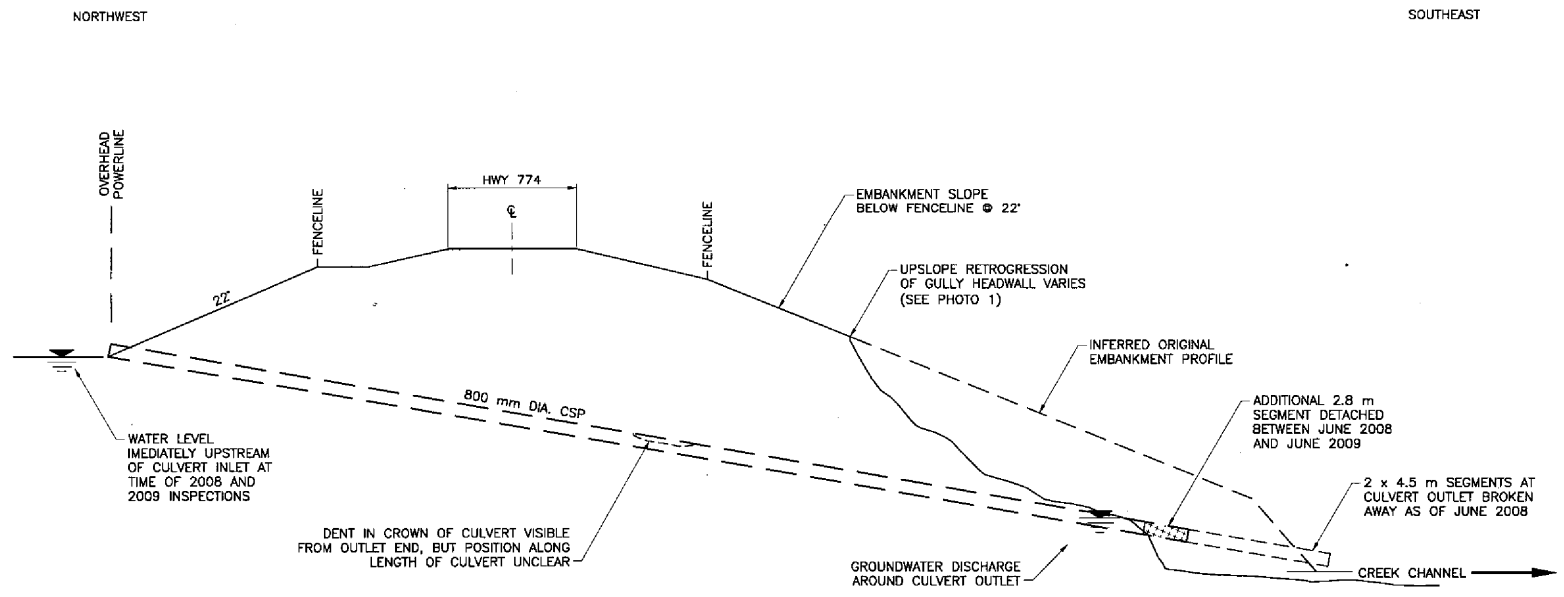 NORTHWEST
SOUTHEAST
OVERHEAD
POWERLINE
FENCELINE
HWY 774
℄
FENCELINE
EMBANKMENT SLOPE
BELOW FENCELINE @ 22°
22°
UPSLOPE RETROGRESSION
OF GULLY HEADWALL VARIES
(SEE PHOTO 1)
INFERRED ORIGINAL
EMBANKMENT PROFILE
800 mm DIA. CSP
ADDITIONAL 2.8 m
SEGMENT DETACHED
BETWEEN JUNE 2008
AND JUNE 2009
WATER LEVEL
IMEDIATELY UPSTREAM
OF CULVERT INLET AT
TIME OF 2008 AND
2009 INSPECTIONS
2 x 4.5 m SEGMENTS AT
CULVERT OUTLET BROKEN
AWAY AS OF JUNE 2008
DENT IN CROWN OF CULVERT VISIBLE
FROM OUTLET END, BUT POSITION ALONG
LENGTH OF CULVERT UNCLEAR
GROUNDWATER DISCHARGE
AROUND CULVERT OUTLET
CREEK CHANNEL